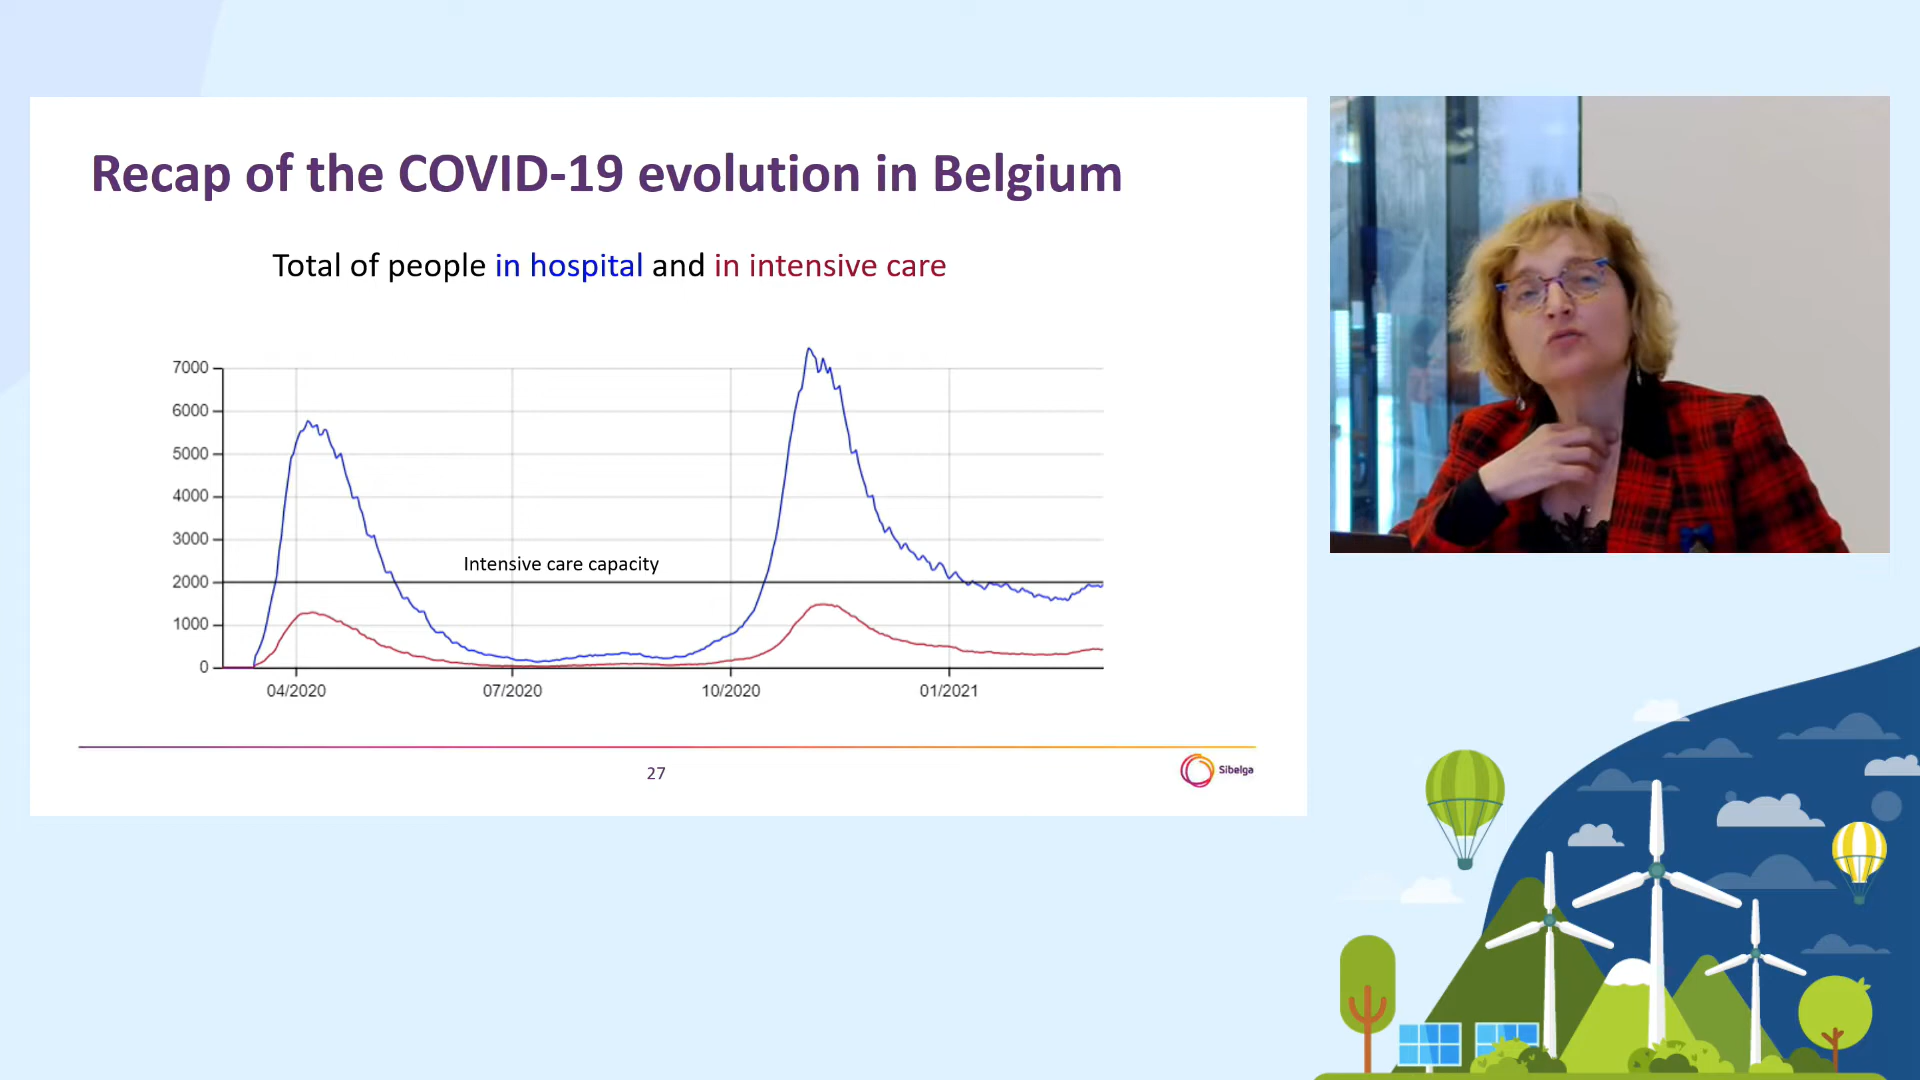 Recap of the COVID-19 evolution in Belgium
Total of people in hospital and in intensive care
7000
6000
5000
4000
3000
Intensive care capacity
2000
1000
0
04/2020 07/2020 10/2020 01/2021
27
Sibelga